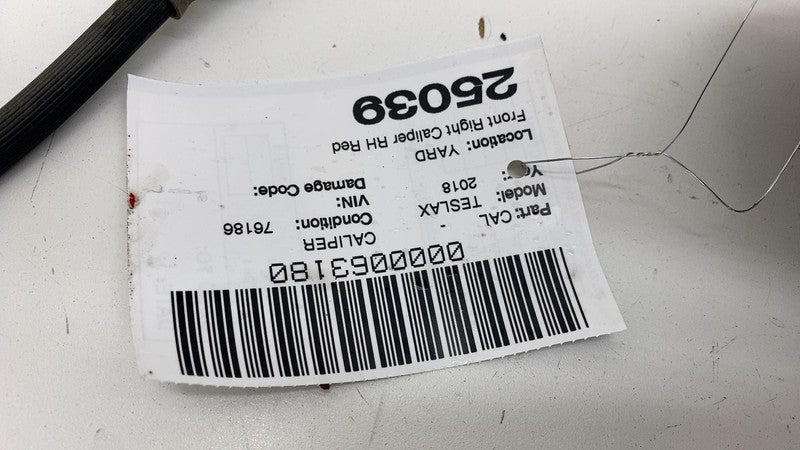 0000063180
Part: CAL - CALIPER
Model: TESLAX Condition: 76186
Year: 2018 VIN:
Location: YARD Damage Code:
Front Right Caliper RH Red
25039